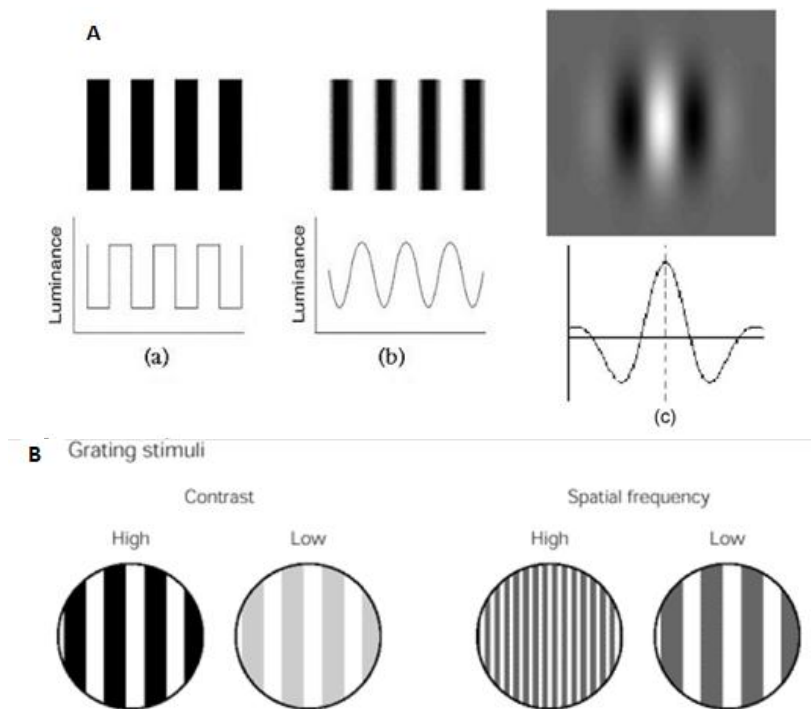 A
Luminance
(a)
Luminance
(b)
(c)
B Grating stimuli
Contrast
Spatial frequency
High
Low
High
Low